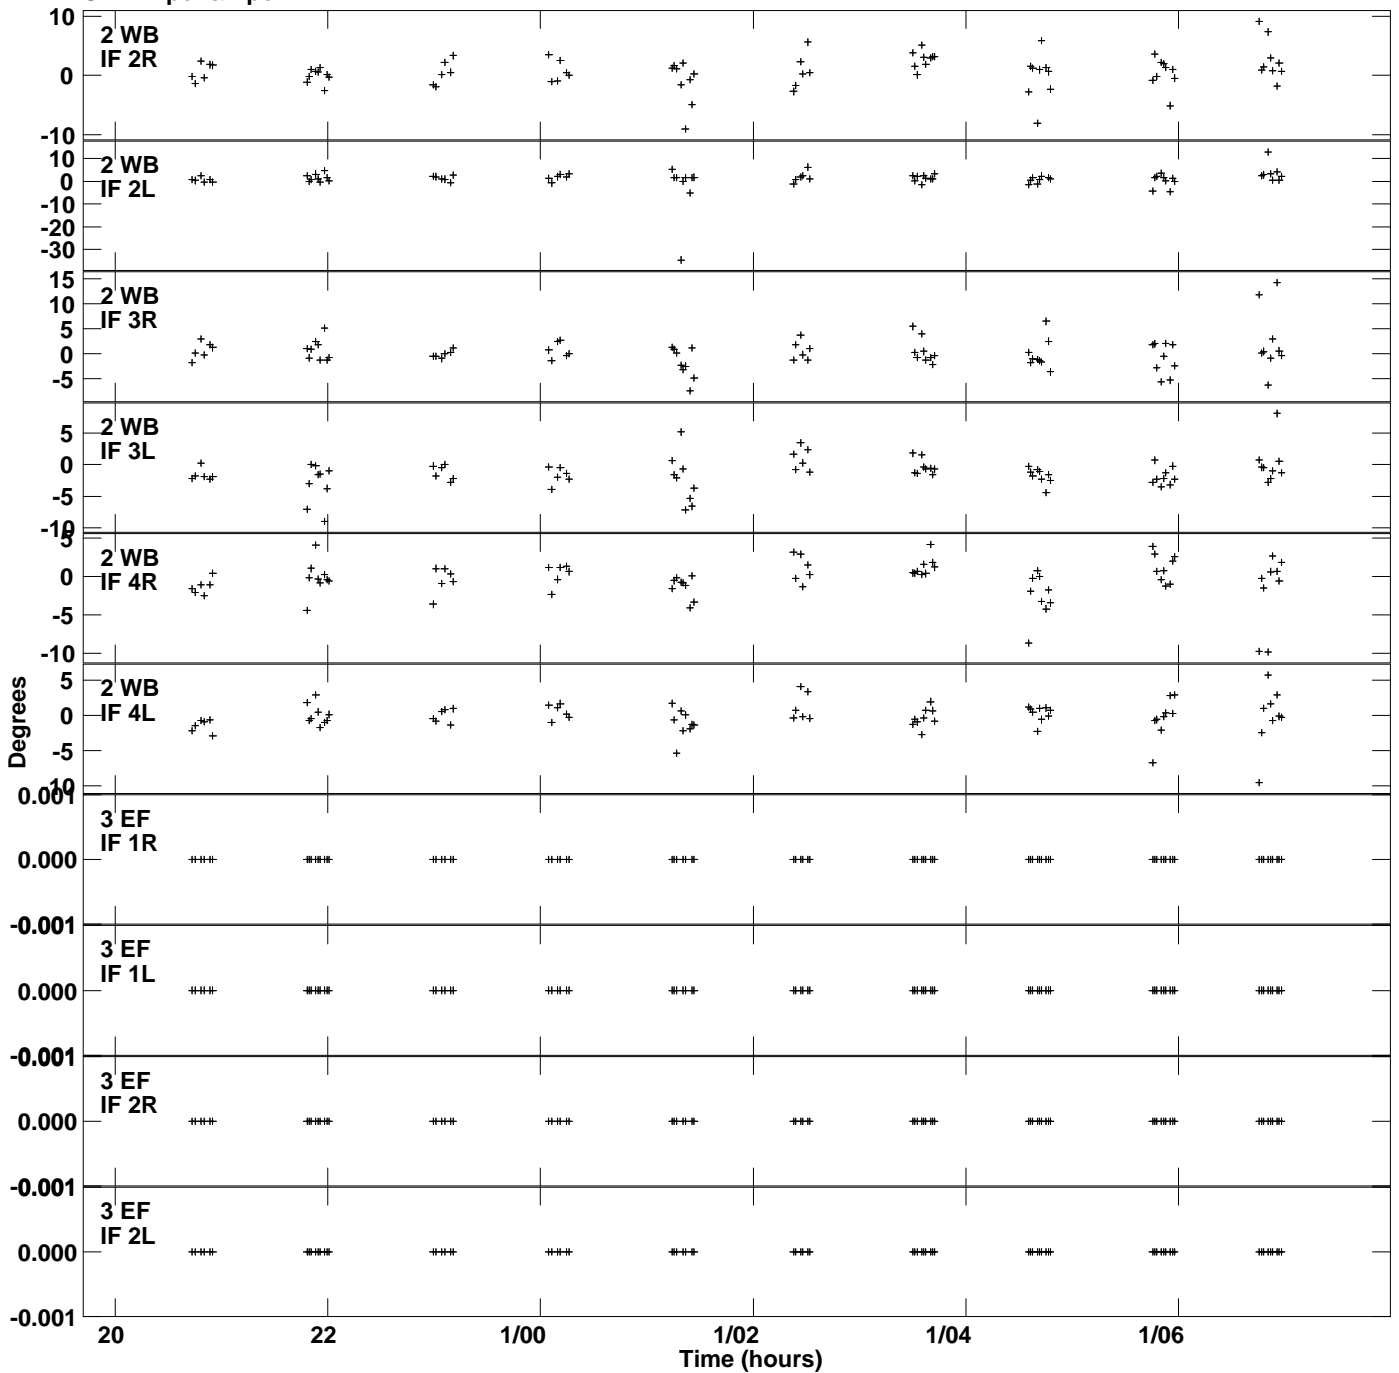 10
2 WB
IF 2R
0
-10
10
2 WB
IF 2L
0
-10
-20
-30
15
2 WB
IF 3R
10
5
0
-5
2 WB
IF 3L
5
0
-5
-10
5
2 WB
IF 4R
0
-5
-10
5
2 WB
IF 4L
0
-5
-10
Degrees
0.001
3 EF
IF 1R
0.000
-0.001
3 EF
IF 1L
0.000
-0.001
3 EF
IF 2R
0.000
-0.001
3 EF
IF 2L
0.000
-0.001
20 22 1/00 1/02 1/04 1/06
Time (hours)